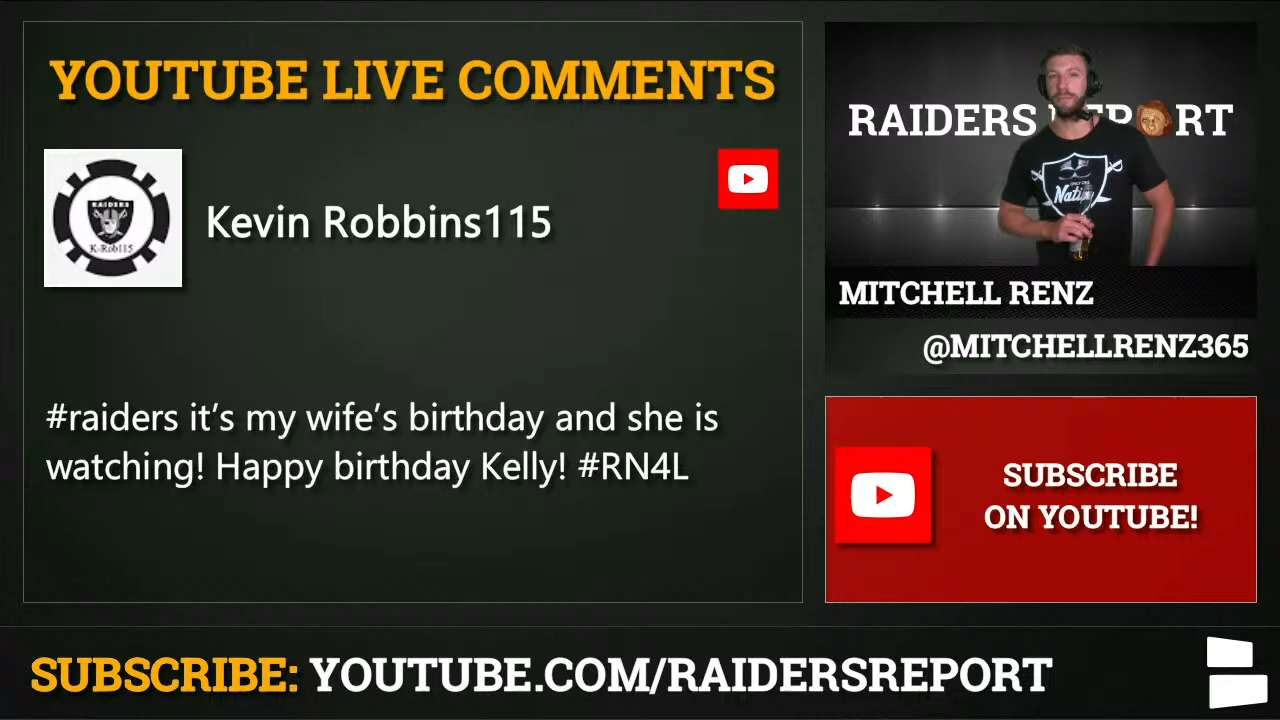 YOUTUBE LIVE COMMENTS
RAIDERS
K-Rob115
Kevin Robbins115
#raiders it’s my wife’s birthday and she is
watching! Happy birthday Kelly! #RN4L
RAIDERS RT
Nation
MITCHELL RENZ
@MITCHELLRENZ365
SUBSCRIBE
ON YOUTUBE!
SUBSCRIBE: YOUTUBE.COM/RAIDERSREPORT